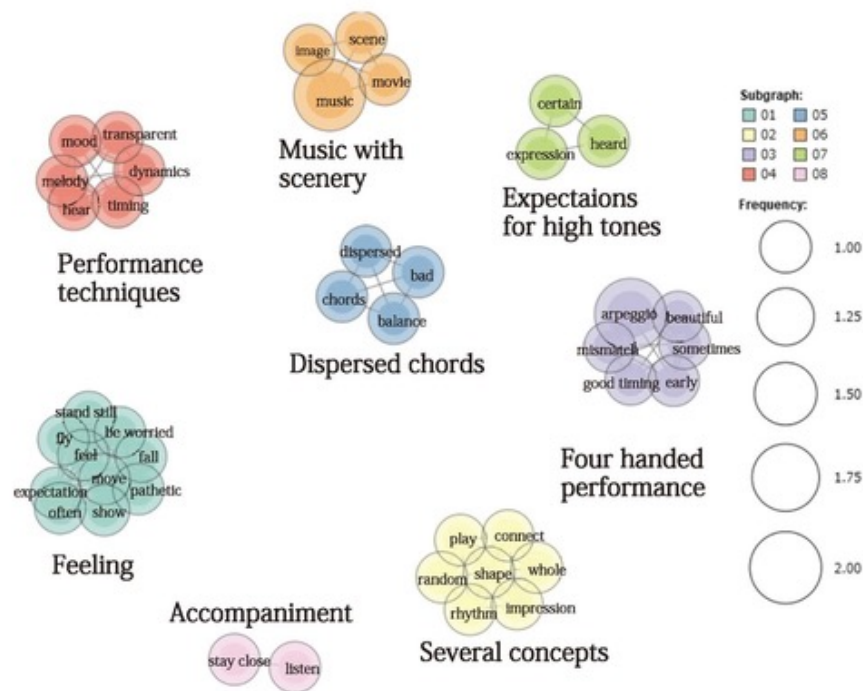 image
scene
movie
music
Music with
scenery
certain
expression
heard
Expectaions
for high tones
mood
transparent
melody
dynamics
hear
timing
Performance
techniques
dispersed
bad
chords
balance
Dispersed chords
Subgraph:
01 05
02 06
03 07
04 08
Frequency:
1.00
1.25
1.50
1.75
2.00
arpeggio
beautiful
mismatch
sometimes
good timing
early
Four handed
performance
stand still
fly
be worried
feel
fall
move
expectation
pathetic
often
show
Feeling
play
connect
random
shape
whole
rhythm
impression
Several concepts
Accompaniment
stay close
listen